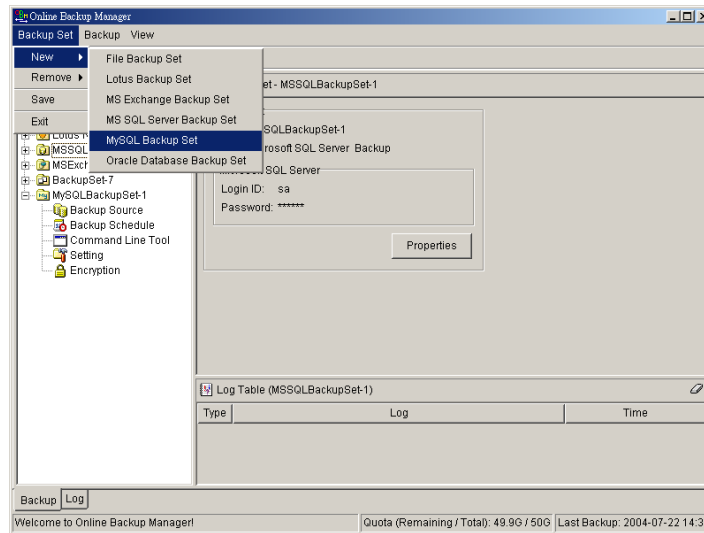 Online Backup Manager
Backup Set Backup View
New
File Backup Set
Remove
Lotus Backup Set
Save
MS Exchange Backup Set
Exit
MS SQL Server Backup Set
MySQL Backup Set
Oracle Database Backup Set
et - MSSQLBackupSet-1
SQLBackupSet-1
rosoft SQL Server Backup
SQL Server
Login ID: sa
Password: ******
Properties
Lotus
MSSQL
MSExch
BackupSet-7
MySQLBackupSet-1
Backup Source
Backup Schedule
Command Line Tool
Setting
Encryption
Log Table (MSSQLBackupSet-1)
Type Log Time
Backup Log
Welcome to Online Backup Manager!
Quota (Remaining / Total): 49.9G / 50G
Last Backup: 2004-07-22 14:3